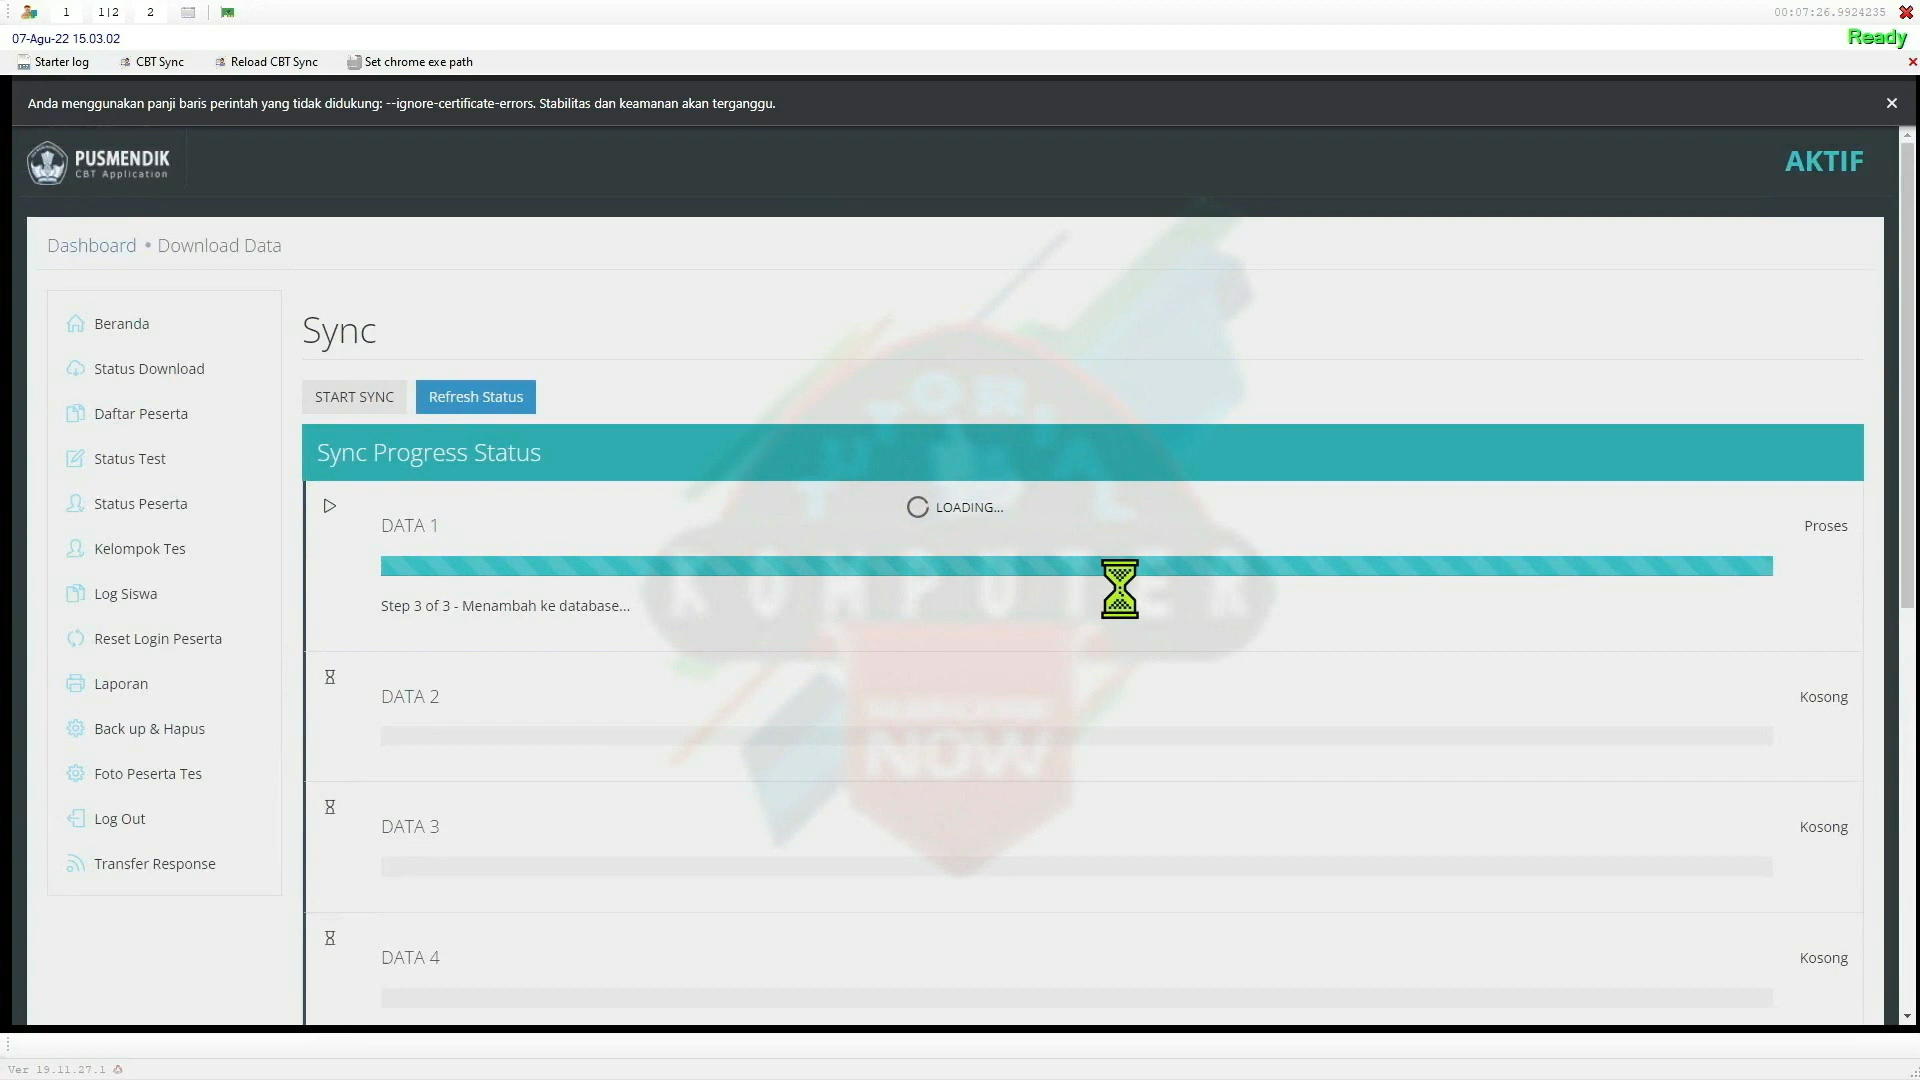 1 1|2 2 00:07:26.9924235
07-Agu-22 15.03.02 Ready
Starter log CBT Sync Reload CBT Sync Set chrome exe path
Anda menggunakan panji baris perintah yang tidak didukung: --ignore-certificate-errors. Stabilitas dan keamanan akan terganggu.
PUSMENDIK
CBT Application
AKTIF
Dashboard • Download Data
Beranda
Status Download
Daftar Peserta
Status Test
Status Peserta
Kelompok Tes
Log Siswa
Reset Login Peserta
Laporan
Back up & Hapus
Foto Peserta Tes
Log Out
Transfer Response
Sync
START SYNC Refresh Status
Sync Progress Status
LOADING...
DATA 1 Proses
Step 3 of 3 - Menambah ke database...
DATA 2 Kosong
DATA 3 Kosong
DATA 4 Kosong
TUTORIAL
KOMPUTER
NOW
Ver 19.11.27.1